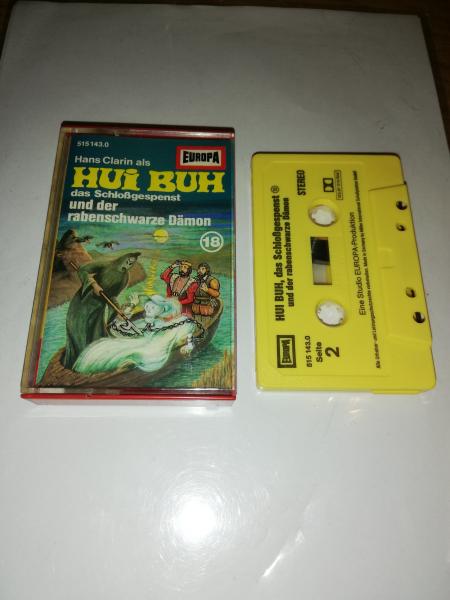 515 143.0
EUROPA
Hans Clarin als
HUI BUH
das Schloßgespenst
und der
rabenschwarze Dämon
18
HUI BUH, das Schloßgespenst 18
und der rabenschwarze Dämon
STEREO
Eine Studio EUROPA-Produktion
EUROPA
515 143.0
Seite
2